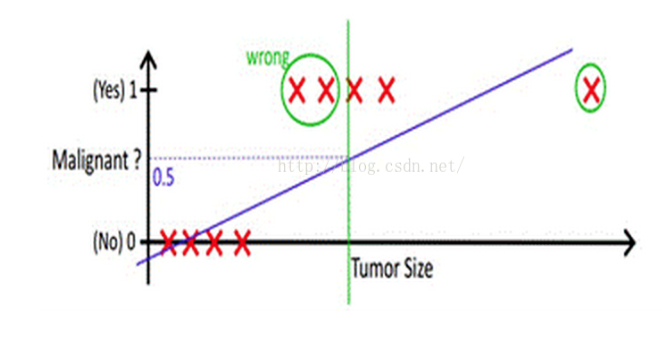 wrong
(Yes) 1
Malignant ?
0.5
http://blog.csdn.net/
(No) 0
Tumor Size